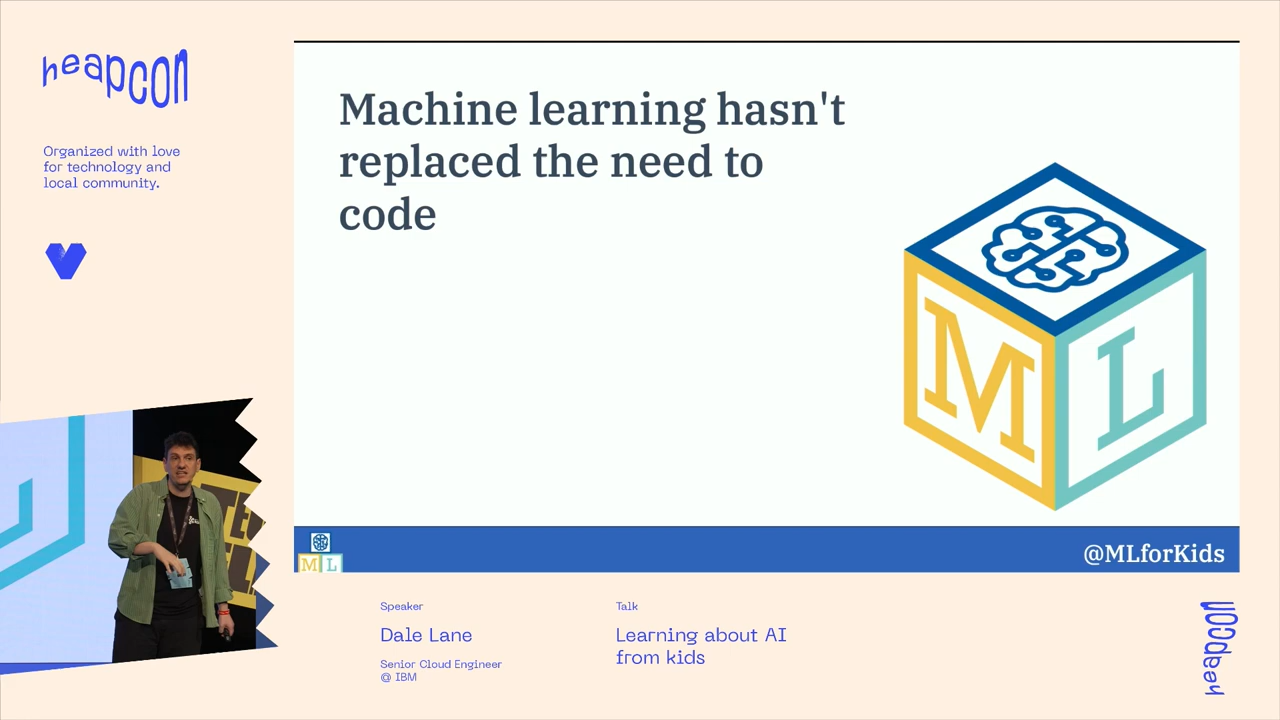 heapcon
Organized with love
for technology and
local community.
Machine learning hasn't
replaced the need to
code
M L
M L
@MLforKids
Speaker
Dale Lane
Senior Cloud Engineer
@ IBM
Talk
Learning about AI
from kids
heapcon